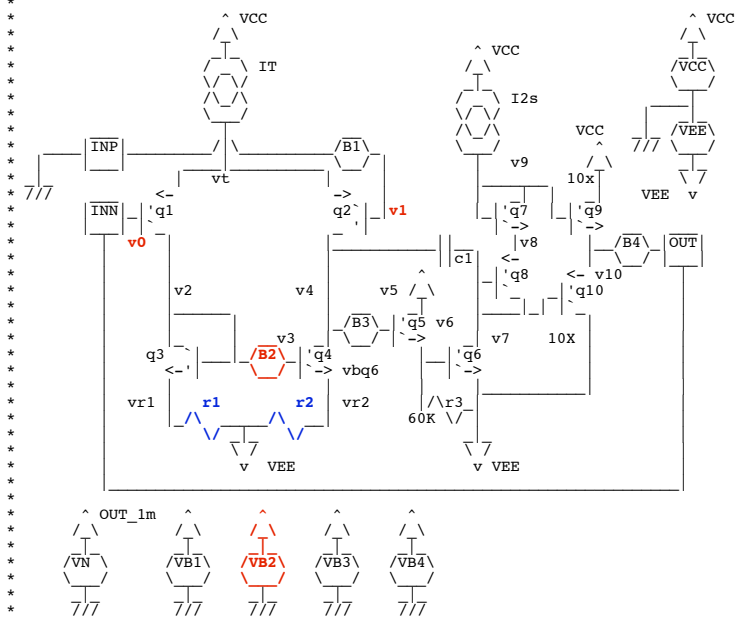 VCC VCC
IT VCC VCC
I2s
INP B1 VCC VEE
vt v9 10x
VEE v
INN q1 q2 v1 q7 q9
v0 v8 B4 OUT
c1
q8 v10
v2 v4 v5 q10
B3 q5 v6
v3 v7 10X
q3 B2 q4 q6
vbq6
vr1 r1 r2 vr2 r3
60K
v VEE v VEE
OUT_1m
VN VB1 VB2 VB3 VB4